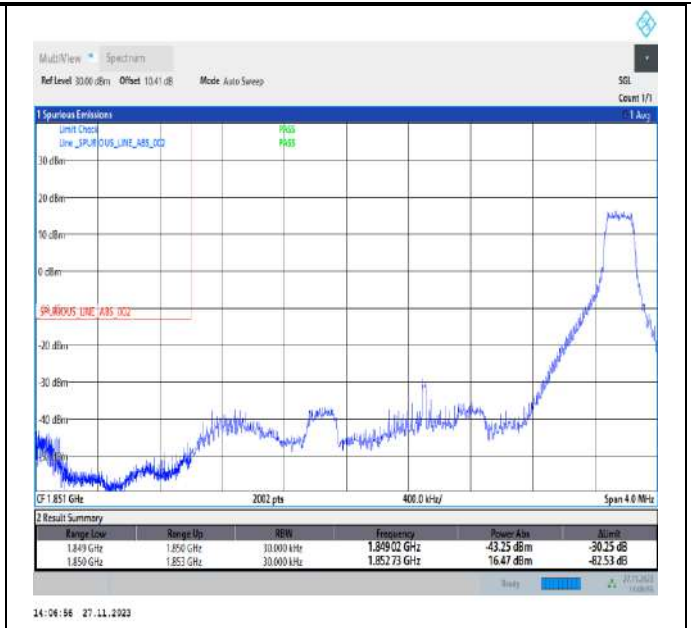 MultiView Spectrum
Ref Level 30.00 dBm Offset 10.41 dB Mode Auto Sweep SGL
Count 1/1
1 Spurious Emissions 1 Avg
Limit Check PASS
Line _SPURIOUS_LINE_ABS_002 PASS
30 dBm
20 dBm
10 dBm
0 dBm
SPURIOUS_LINE_ABS_002
-20 dBm
-30 dBm
-40 dBm
CF 1.851 GHz 2002 pts 400.0 kHz/ Span 4.0 MHz
2 Result Summary
Range Low Range Up RBW Frequency Power Abs ΔLimit
1.849 GHz 1.850 GHz 30.000 kHz 1.84902 GHz -43.25 dBm -30.25 dB
1.850 GHz 1.853 GHz 30.000 kHz 1.85273 GHz 16.47 dBm -82.53 dB
Ready 27.11.2023
14:06:56 27.11.2023